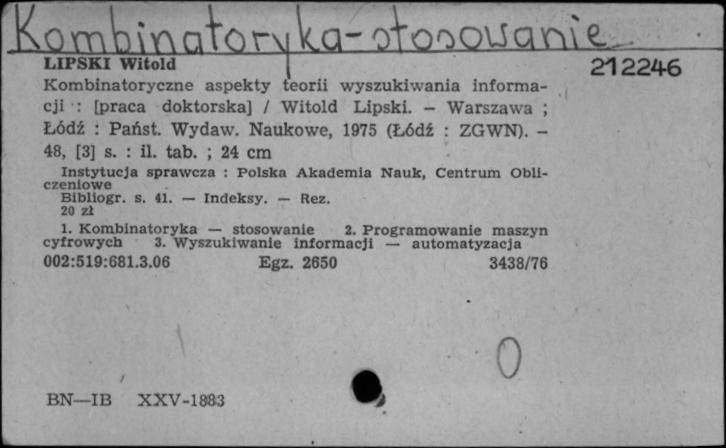 Kombinatoryka-stosowanie
LIPSKI Witold
212246
Kombinatoryczne aspekty teorii wyszukiwania informa-
cji : [praca doktorska] / Witold Lipski. — Warszawa ;
Łódź : Państ. Wydaw. Naukowe, 1975 (Łódź : ZGWN). —
48, [3] s. : il. tab. ; 24 cm
Instytucja sprawcza : Polska Akademia Nauk, Centrum Obli-
czeniowe
Bibliogr. s. 41. — Indeksy. — Rez.
20 zł
1. Kombinatoryka — stosowanie 2. Programowanie maszyn
cyfrowych 3. Wyszukiwanie informacji — automatyzacja
002:519:681.3.06 Egz. 2650 3438/76
0
BN—IB XXV-1883